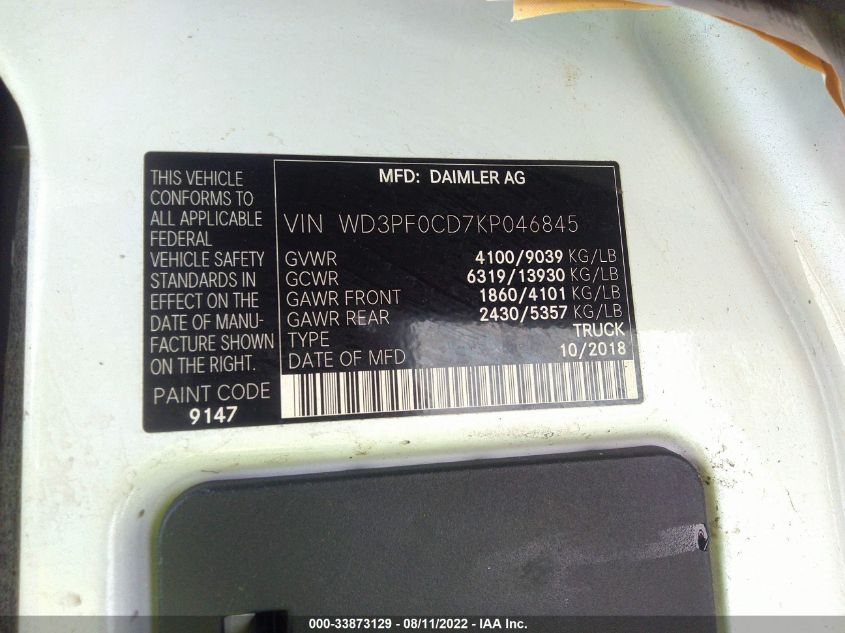 THIS VEHICLE
CONFORMS TO
ALL APPLICABLE
FEDERAL
VEHICLE SAFETY
STANDARDS IN
EFFECT ON THE
DATE OF MANU-
FACTURE SHOWN
ON THE RIGHT.
PAINT CODE
9147
MFD: DAIMLER AG
VIN WD3PF0CD7KP046845
GVWR 4100/9039 KG/LB
GCWR 6319/13930 KG/LB
GAWR FRONT 1860/4101 KG/LB
GAWR REAR 2430/5357 KG/LB
TYPE TRUCK
DATE OF MFD 10/2018
000-33873129 - 08/11/2022 - IAA Inc.